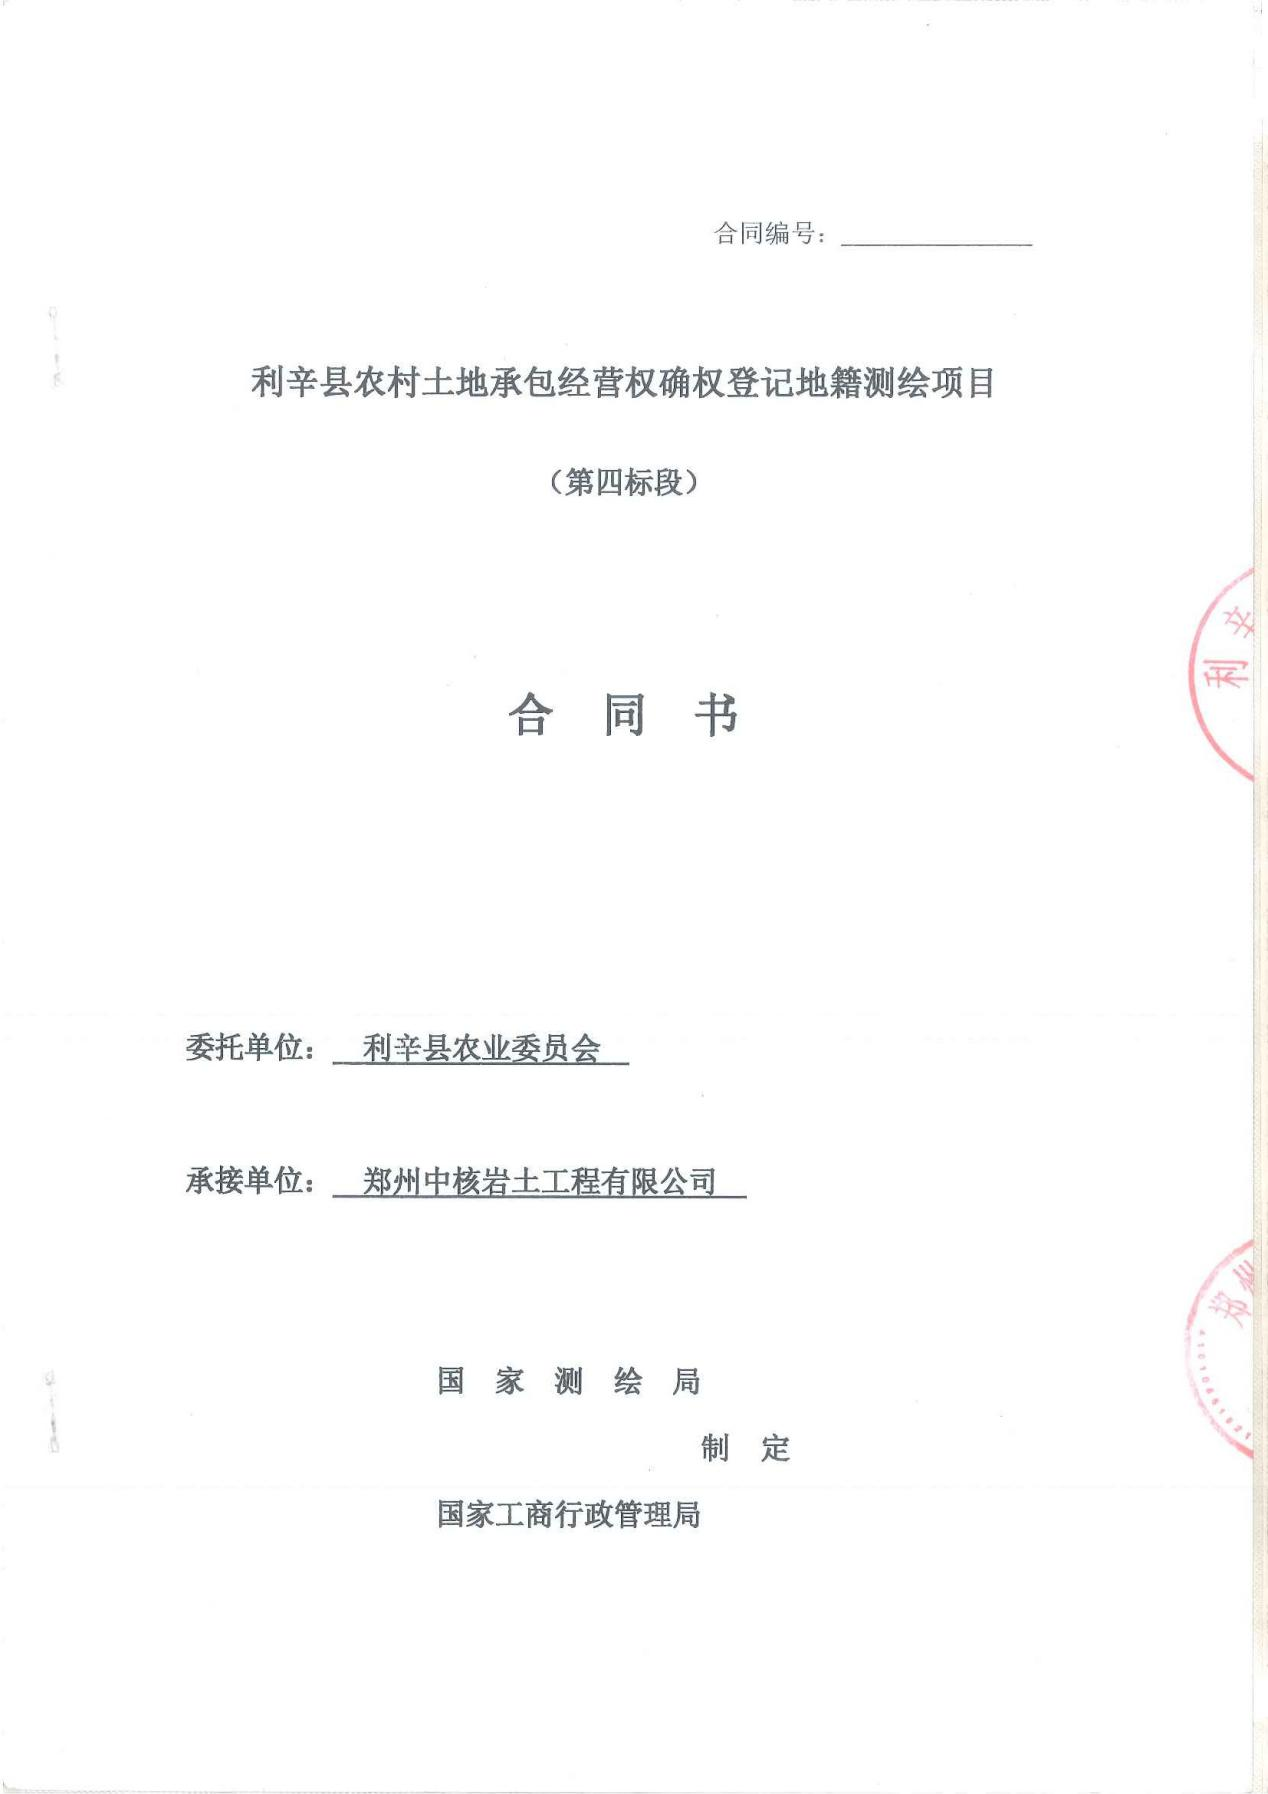 合同编号：
利辛县农村土地承包经营权确权登记地籍测绘项目
（第四标段）
合 同 书
委托单位： 利辛县农业委员会
承接单位： 郑州中核岩土工程有限公司
国 家 测 绘 局
制 定
国家工商行政管理局
利辛
郑州